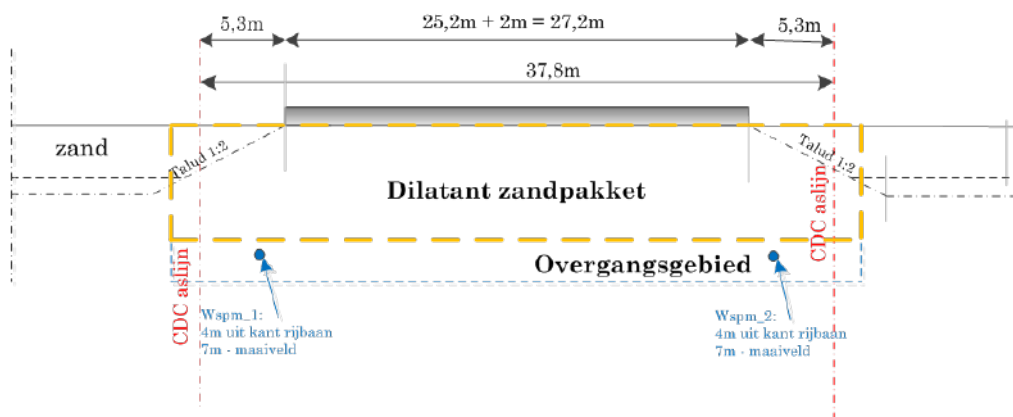 5,3m
25,2m + 2m = 27,2m
5,3m
37,8m
zand
Talud 1:2
Talud 1:2
Dilatant zandpakket
CDC aslijn
Overgangsgebied
CDC aslijn
Wspm_1:
4m uit kant rijbaan
7m - maaiveld
Wspm_2:
4m uit kant rijbaan
7m - maaiveld